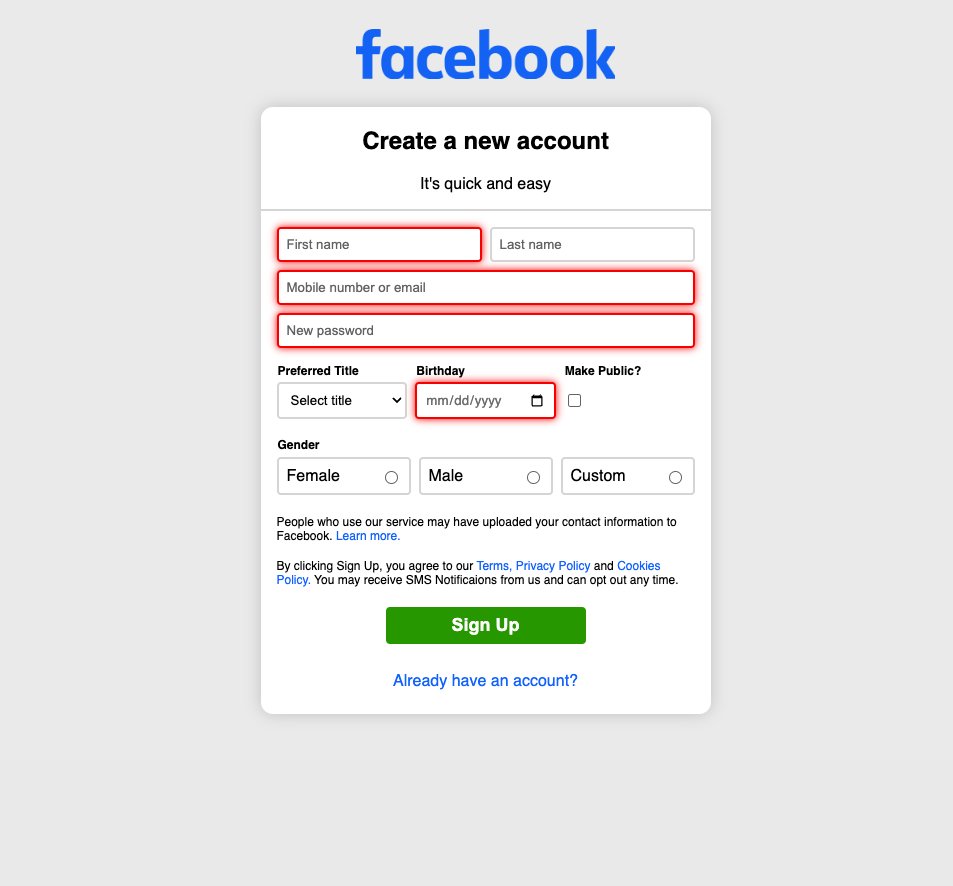 facebook
Create a new account
It's quick and easy
First name Last name
Mobile number or email
New password
Preferred Title Birthday Make Public?
Select title mm/dd/yyyy
Gender
Female Male Custom
People who use our service may have uploaded your contact information to
Facebook. Learn more.
By clicking Sign Up, you agree to our Terms, Privacy Policy and Cookies
Policy. You may receive SMS Notificaions from us and can opt out any time.
Sign Up
Already have an account?